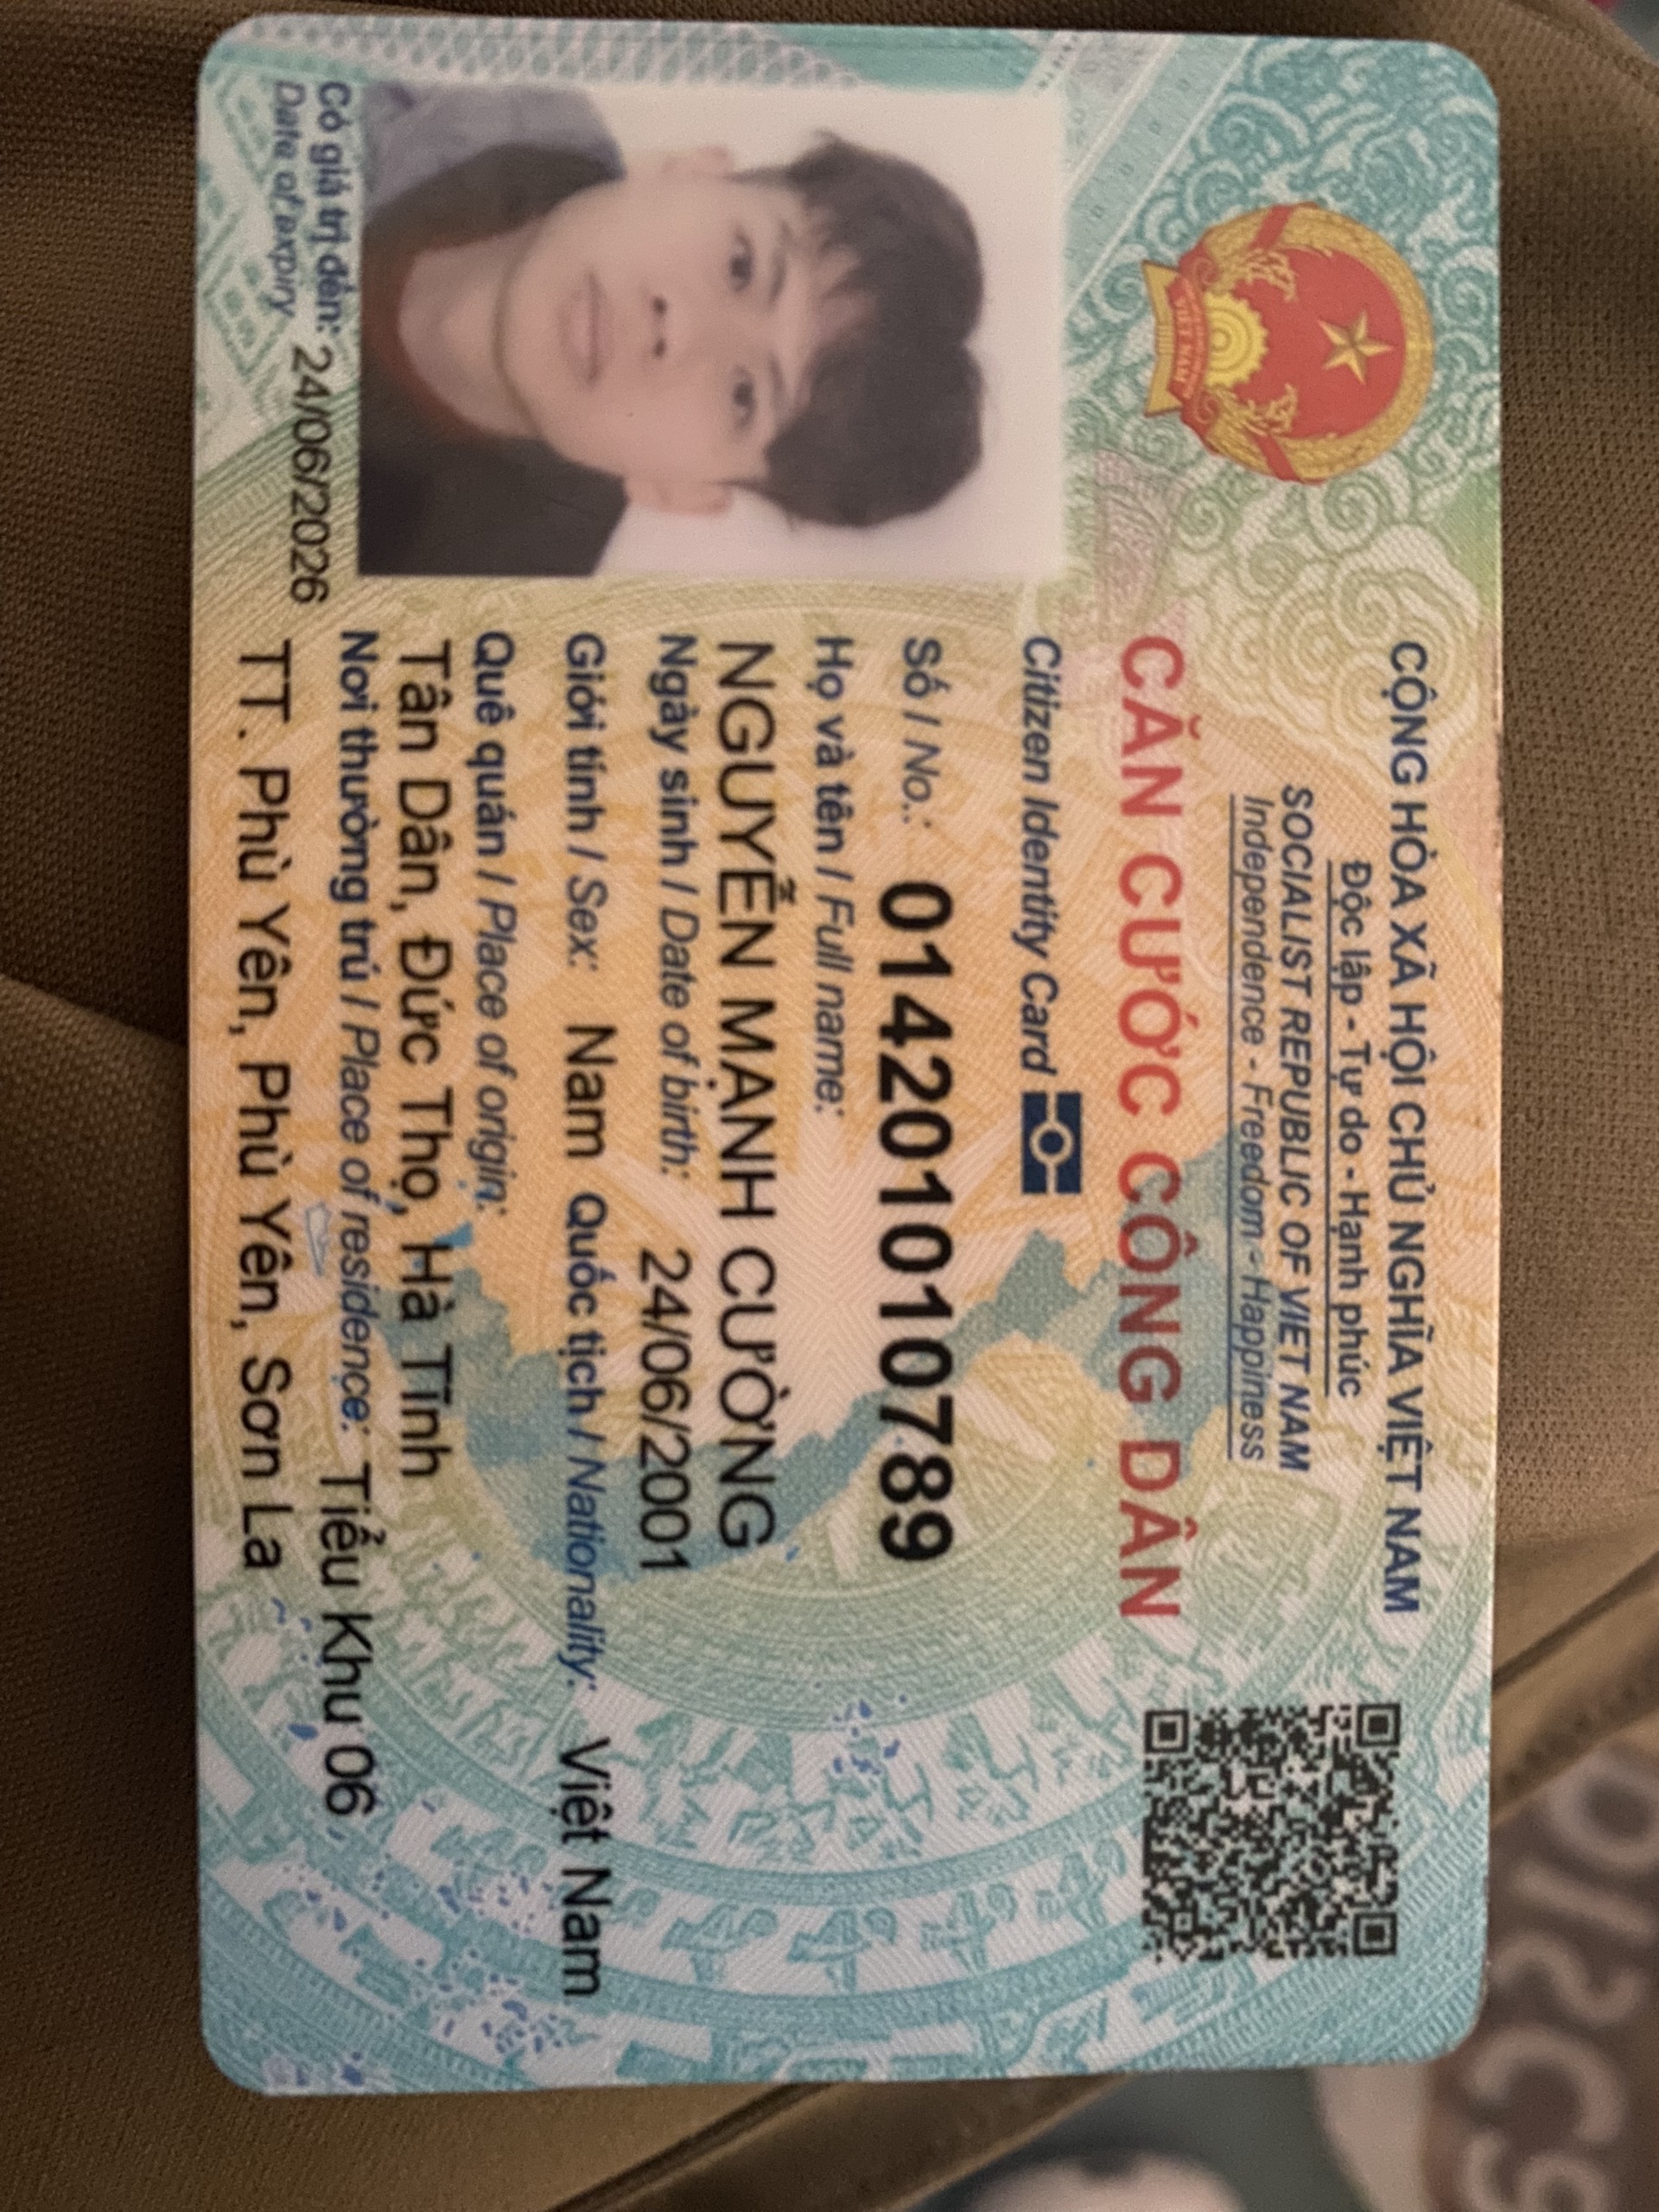 CỘNG HÒA XÃ HỘI CHỦ NGHĨA VIỆT NAM
Độc lập - Tự do - Hạnh phúc
SOCIALIST REPUBLIC OF VIET NAM
Independence - Freedom - Happiness
CĂN CƯỚC CÔNG DÂN
Citizen Identity Card
Số / No.: 014201010789
Họ và tên / Full name:
NGUYỄN MẠNH CƯỜNG
Ngày sinh / Date of birth: 24/06/2001
Giới tính / Sex: Nam Quốc tịch / Nationality: Việt Nam
Quê quán / Place of origin:
Tân Dân, Đức Thọ, Hà Tĩnh
Nơi thường trú / Place of residence: Tiểu Khu 06
TT. Phù Yên, Phù Yên, Sơn La
Có giá trị đến: 24/06/2026
Date of expiry
VIỆT NAM